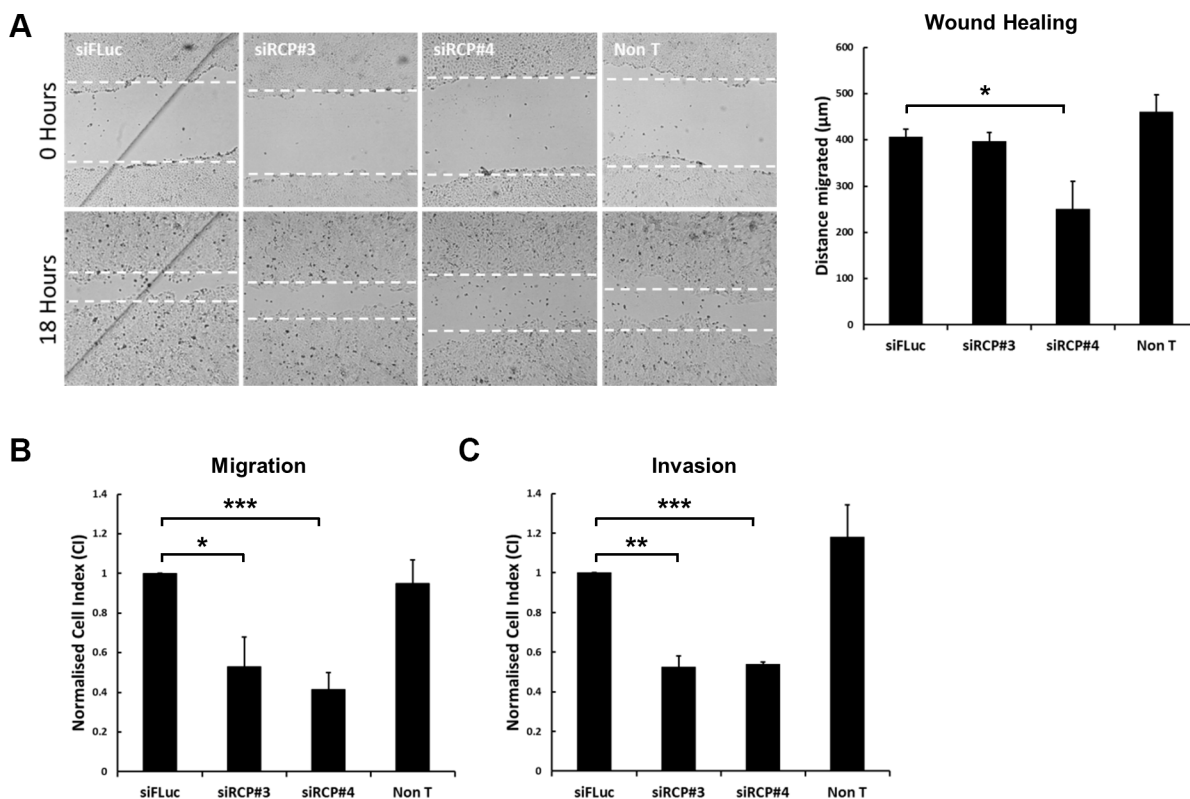 A
siFLuc
siRCP#3
siRCP#4
Non T
0 Hours
18 Hours
Wound Healing
Distance migrated (µm)
600
500
400
300
200
100
0
*
siFLuc
siRCP#3
siRCP#4
Non T
B
Migration
Normalised Cell Index (CI)
1.4
1.2
1
0.8
0.6
0.4
0.2
0
***
*
siFLuc
siRCP#3
siRCP#4
Non T
C
Invasion
Normalised Cell Index (CI)
1.4
1.2
1
0.8
0.6
0.4
0.2
0
***
**
siFLuc
siRCP#3
siRCP#4
Non T